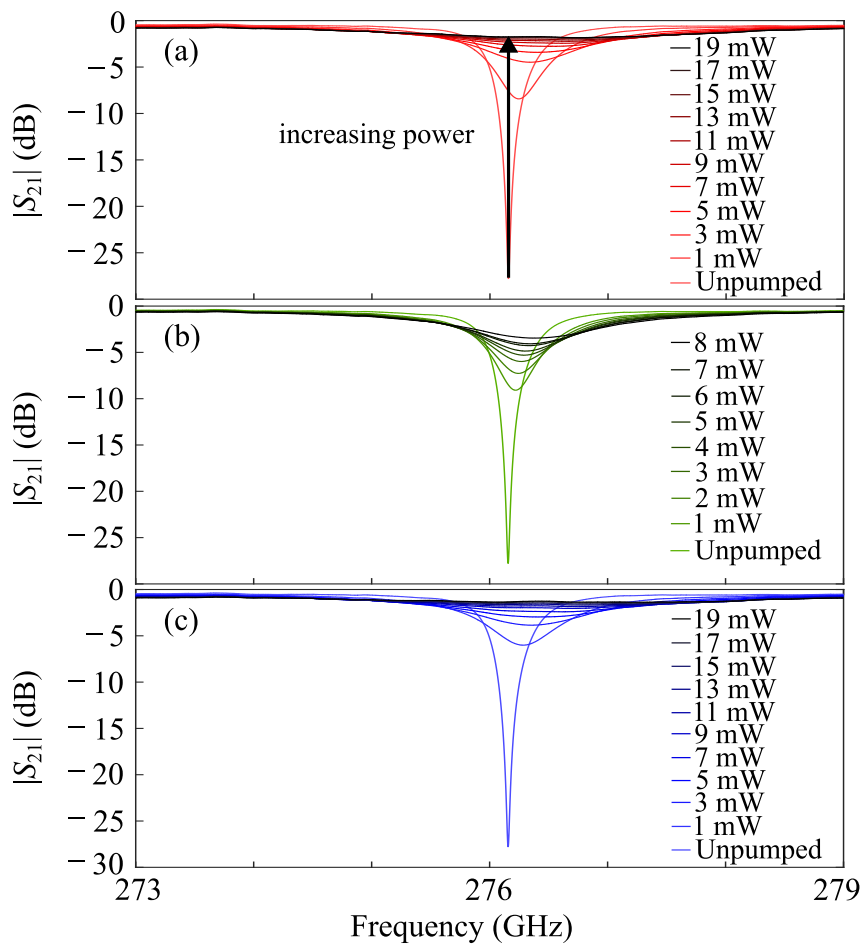 0
(a)
19 mW
17 mW
−5
15 mW
13 mW
−10
increasing power
11 mW
|S21| (dB)
9 mW
−15
7 mW
5 mW
−20
3 mW
1 mW
−25
Unpumped
0
(b)
8 mW
−5
7 mW
6 mW
−10
5 mW
|S21| (dB)
4 mW
−15
3 mW
2 mW
−20
1 mW
−25
Unpumped
0
(c)
19 mW
17 mW
−5
15 mW
13 mW
−10
11 mW
|S21| (dB)
9 mW
−15
7 mW
5 mW
−20
3 mW
1 mW
−25
Unpumped
−30
273
276
279
Frequency (GHz)